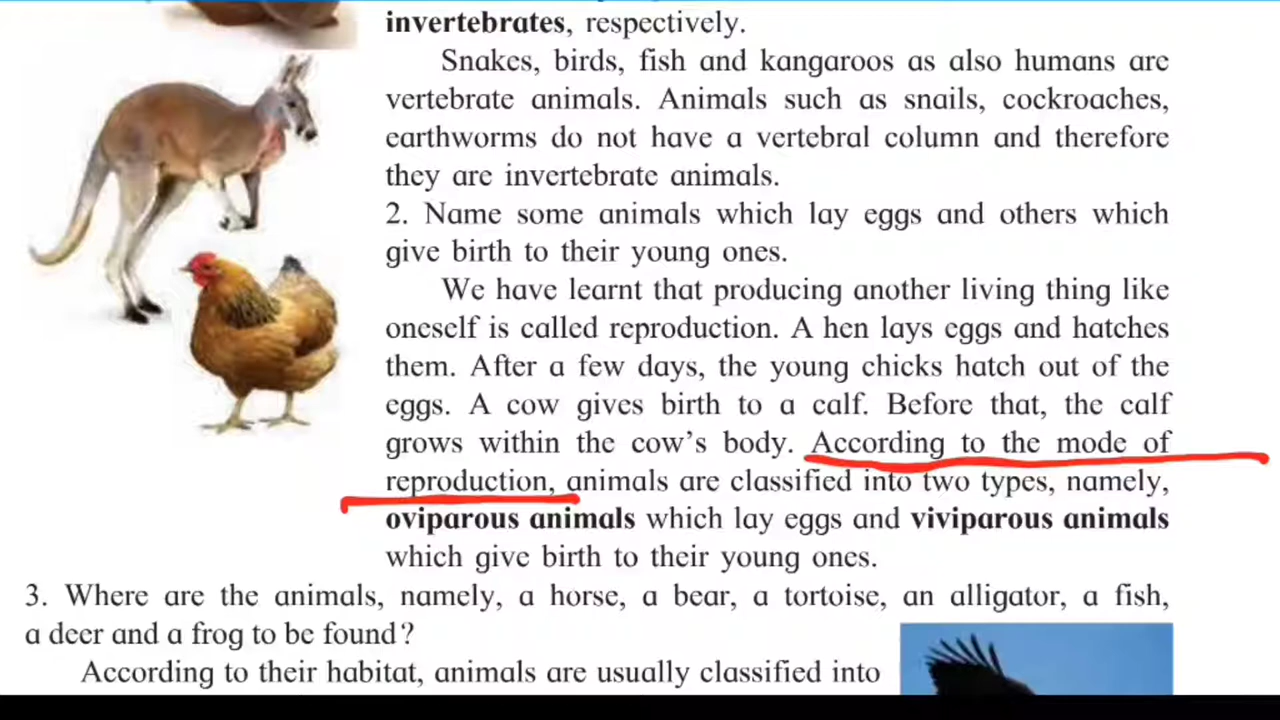 invertebrates, respectively.
Snakes, birds, fish and kangaroos as also humans are
vertebrate animals. Animals such as snails, cockroaches,
earthworms do not have a vertebral column and therefore
they are invertebrate animals.
2. Name some animals which lay eggs and others which
give birth to their young ones.
We have learnt that producing another living thing like
oneself is called reproduction. A hen lays eggs and hatches
them. After a few days, the young chicks hatch out of the
eggs. A cow gives birth to a calf. Before that, the calf
grows within the cow's body. According to the mode of
reproduction, animals are classified into two types, namely,
oviparous animals which lay eggs and viviparous animals
which give birth to their young ones.
3. Where are the animals, namely, a horse, a bear, a tortoise, an alligator, a fish,
a deer and a frog to be found?
According to their habitat, animals are usually classified into